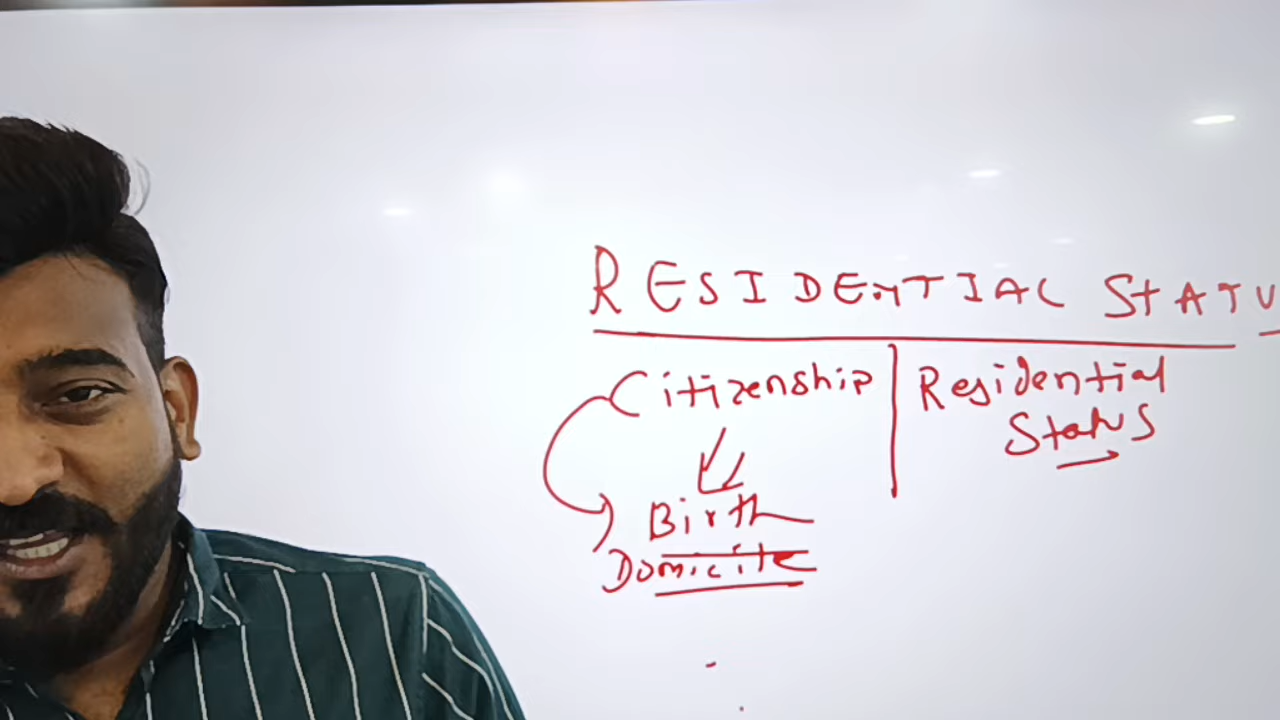 RESIDENTIAL STATU
Citizenship
Residential
Status
Birth
Domicile